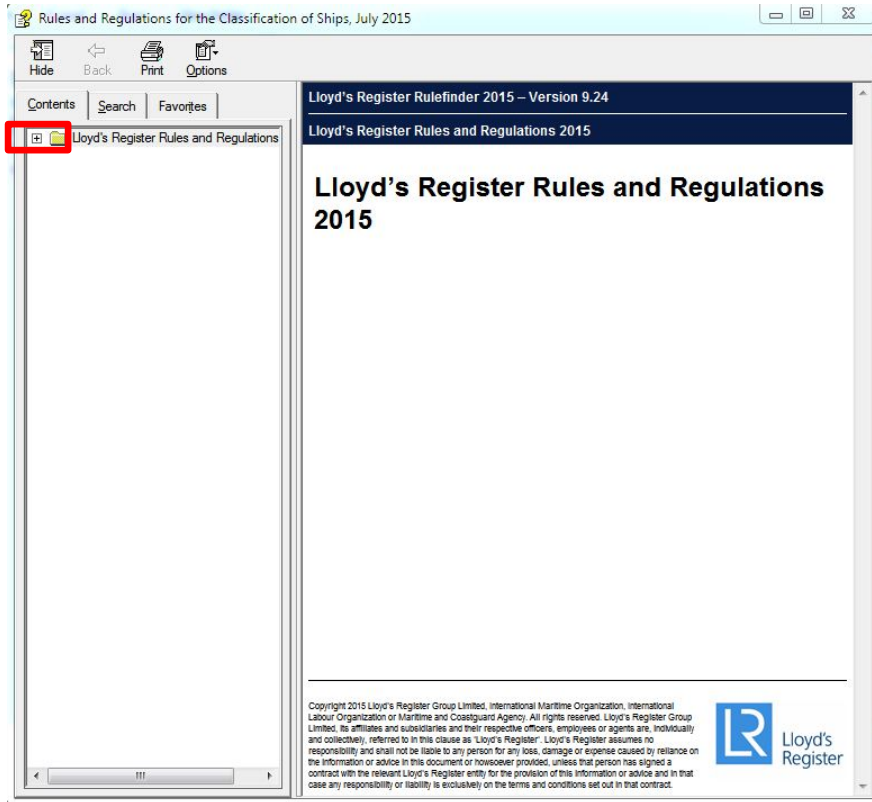 Rules and Regulations for the Classification of Ships, July 2015
Hide Back Print Options
Contents Search Favorites
Lloyd's Register Rules and Regulations
Lloyd's Register Rulefinder 2015 – Version 9.24
Lloyd's Register Rules and Regulations 2015
Lloyd's Register Rules and Regulations
2015
Copyright 2015 Lloyd's Register Group Limited, International Maritime Organization, International
Labour Organization or Maritime and Coastguard Agency. All rights reserved. Lloyd's Register Group
Limited, its affiliates and subsidiaries and their respective officers, employees or agents are, individually
and collectively, referred to in this clause as 'Lloyd's Register'. Lloyd's Register assumes no
responsibility and shall not be liable to any person for any loss, damage or expense caused by reliance on
the information or advice in this document or howsoever provided, unless that person has signed a
contract with the relevant Lloyd's Register entity for the provision of this information or advice and in that
case any responsibility or liability is exclusively on the terms and conditions set out in that contract.
LR
Lloyd's
Register